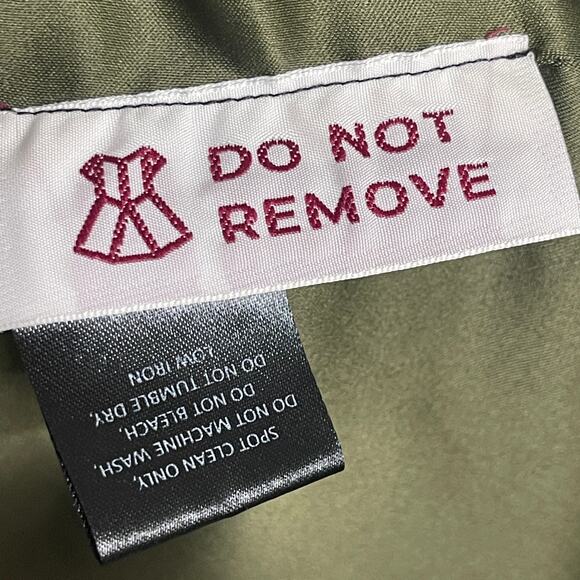 DO NOT
REMOVE
SPOT CLEAN ONLY,
DO NOT MACHINE WASH,
DO NOT BLEACH,
DO NOT TUMBLE DRY,
LOW IRON